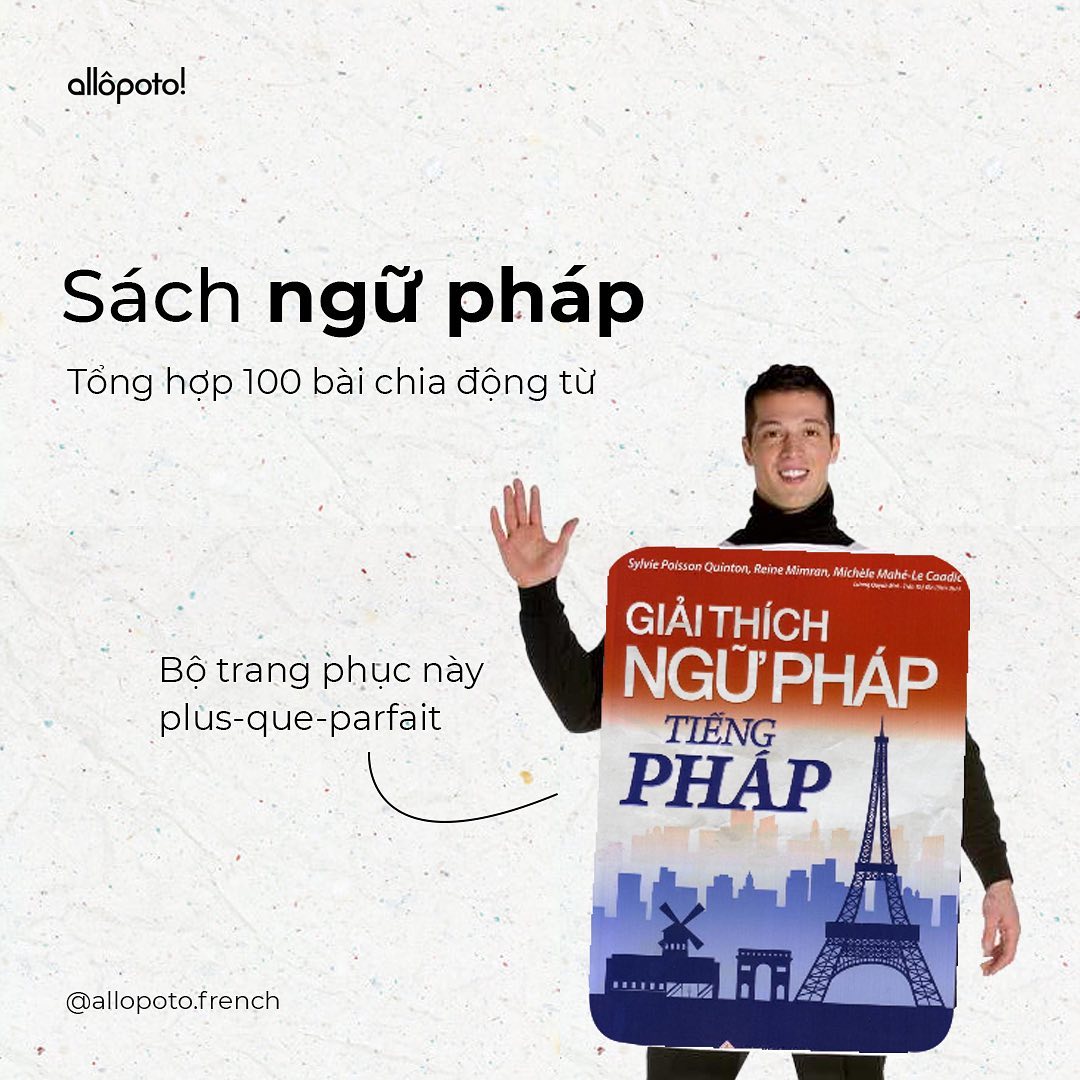 allôpoto!
Sách ngữ pháp
Tổng hợp 100 bài chia động từ
Sylvie Poisson Quinton, Reine Mimran, Michèle Mahé-Le Caadic
GIẢI THÍCH
NGỮ PHÁP
TIẾNG
PHÁP
Bộ trang phục này
plus-que-parfait
@allopoto.french